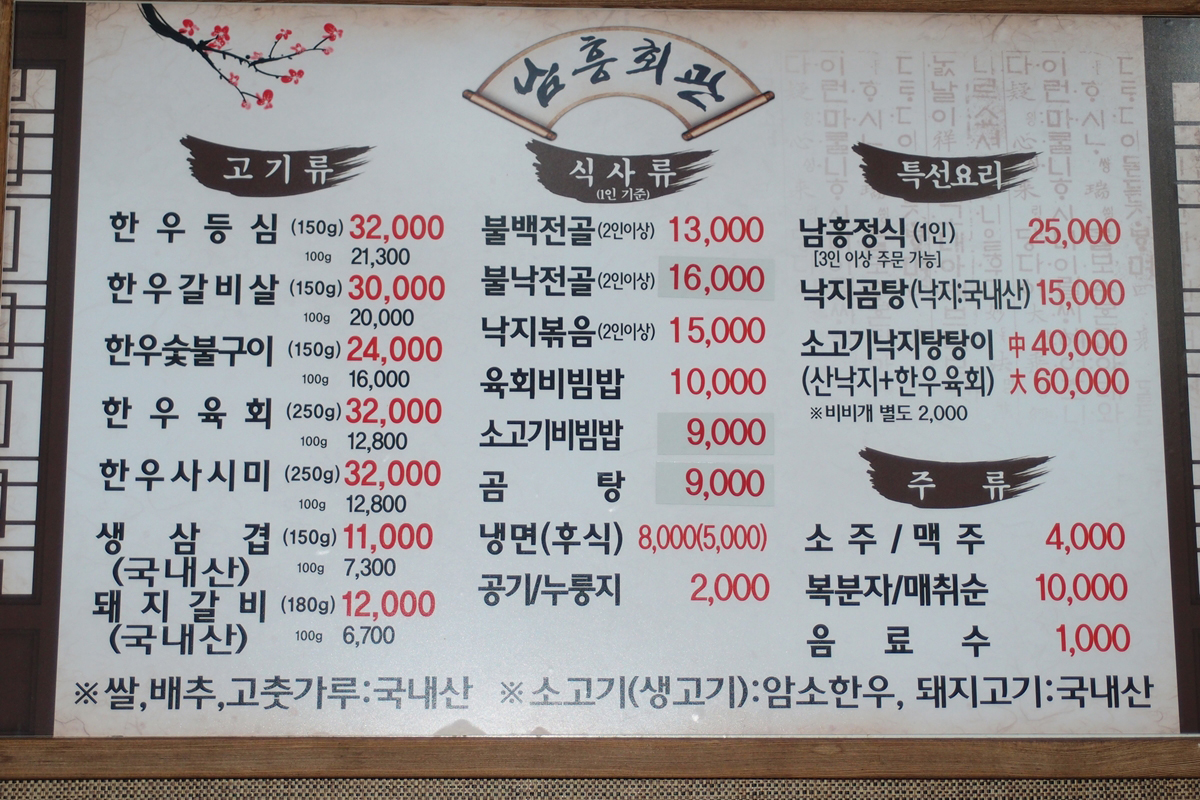 남흥회관
고기류
한우등심 (150g) 32,000
100g 21,300
한우갈비살 (150g) 30,000
100g 20,000
한우숯불구이 (150g) 24,000
100g 16,000
한우육회 (250g) 32,000
100g 12,800
한우사시미 (250g) 32,000
100g 12,800
생삼겹 (150g) 11,000
(국내산) 100g 7,300
돼지갈비 (180g) 12,000
(국내산) 100g 6,700
식사류
(1인 기준)
불백전골(2인이상) 13,000
불낙전골(2인이상) 16,000
낙지볶음(2인이상) 15,000
육회비빔밥 10,000
소고기비빔밥 9,000
곰탕 9,000
냉면(후식) 8,000(5,000)
공기/누룽지 2,000
특선요리
남흥정식 (1인) 25,000
[3인 이상 주문 가능]
낙지곰탕(낙지:국내산) 15,000
소고기낙지탕탕이 中 40,000
(산낙지+한우육회) 大 60,000
※비비개 별도 2,000
주류
소주/맥주 4,000
복분자/매취순 10,000
음료수 1,000
※쌀,배추,고춧가루:국내산 ※소고기(생고기):암소한우, 돼지고기:국내산